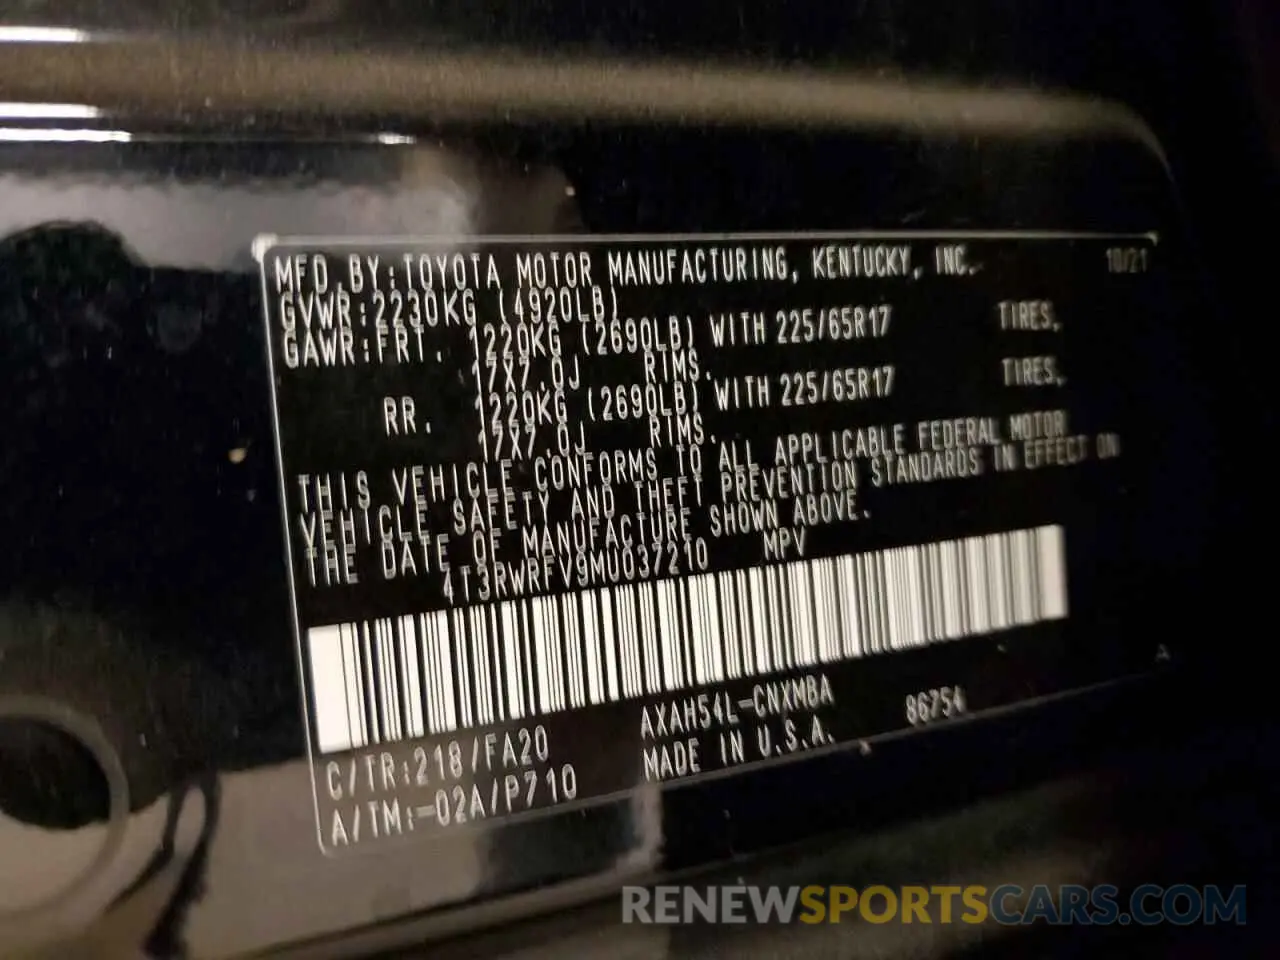 MFD.BY:TOYOTA MOTOR MANUFACTURING, KENTUCKY, INC. 10/21
GVWR:2230KG (4920LB)
GAWR:FRT. 1220KG (2690LB) WITH 225/65R17 TIRES,
17X7.0J RIMS.
RR. 1220KG (2690LB) WITH 225/65R17 TIRES,
17X7.0J RIMS.
THIS VEHICLE CONFORMS TO ALL APPLICABLE FEDERAL MOTOR
VEHICLE SAFETY AND THEFT PREVENTION STANDARDS IN EFFECT ON
THE DATE OF MANUFACTURE SHOWN ABOVE.
4T3RWRFV9MU037210 MPV
C/TR:218/FA20 AXAH54L-CNXMBA 86754
A/TM:-02A/P710 MADE IN U.S.A.
A
RENEWSPORTSCARS.COM